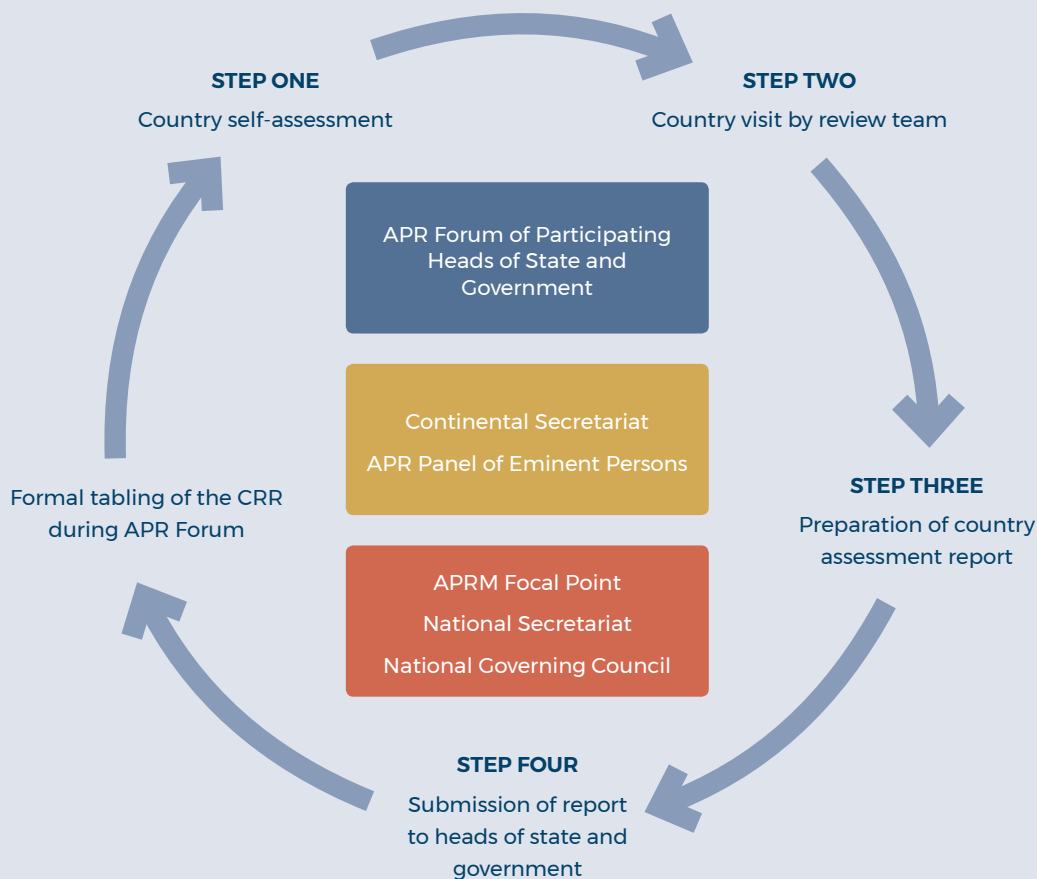 STEP ONE
Country self-assessment
STEP TWO
Country visit by review team
APR Forum of Participating
Heads of State and
Government
Continental Secretariat
APR Panel of Eminent Persons
STEP THREE
Preparation of country
assessment report
Formal tabling of the CRR
during APR Forum
APRM Focal Point
National Secretariat
National Governing Council
STEP FOUR
Submission of report
to heads of state and
government